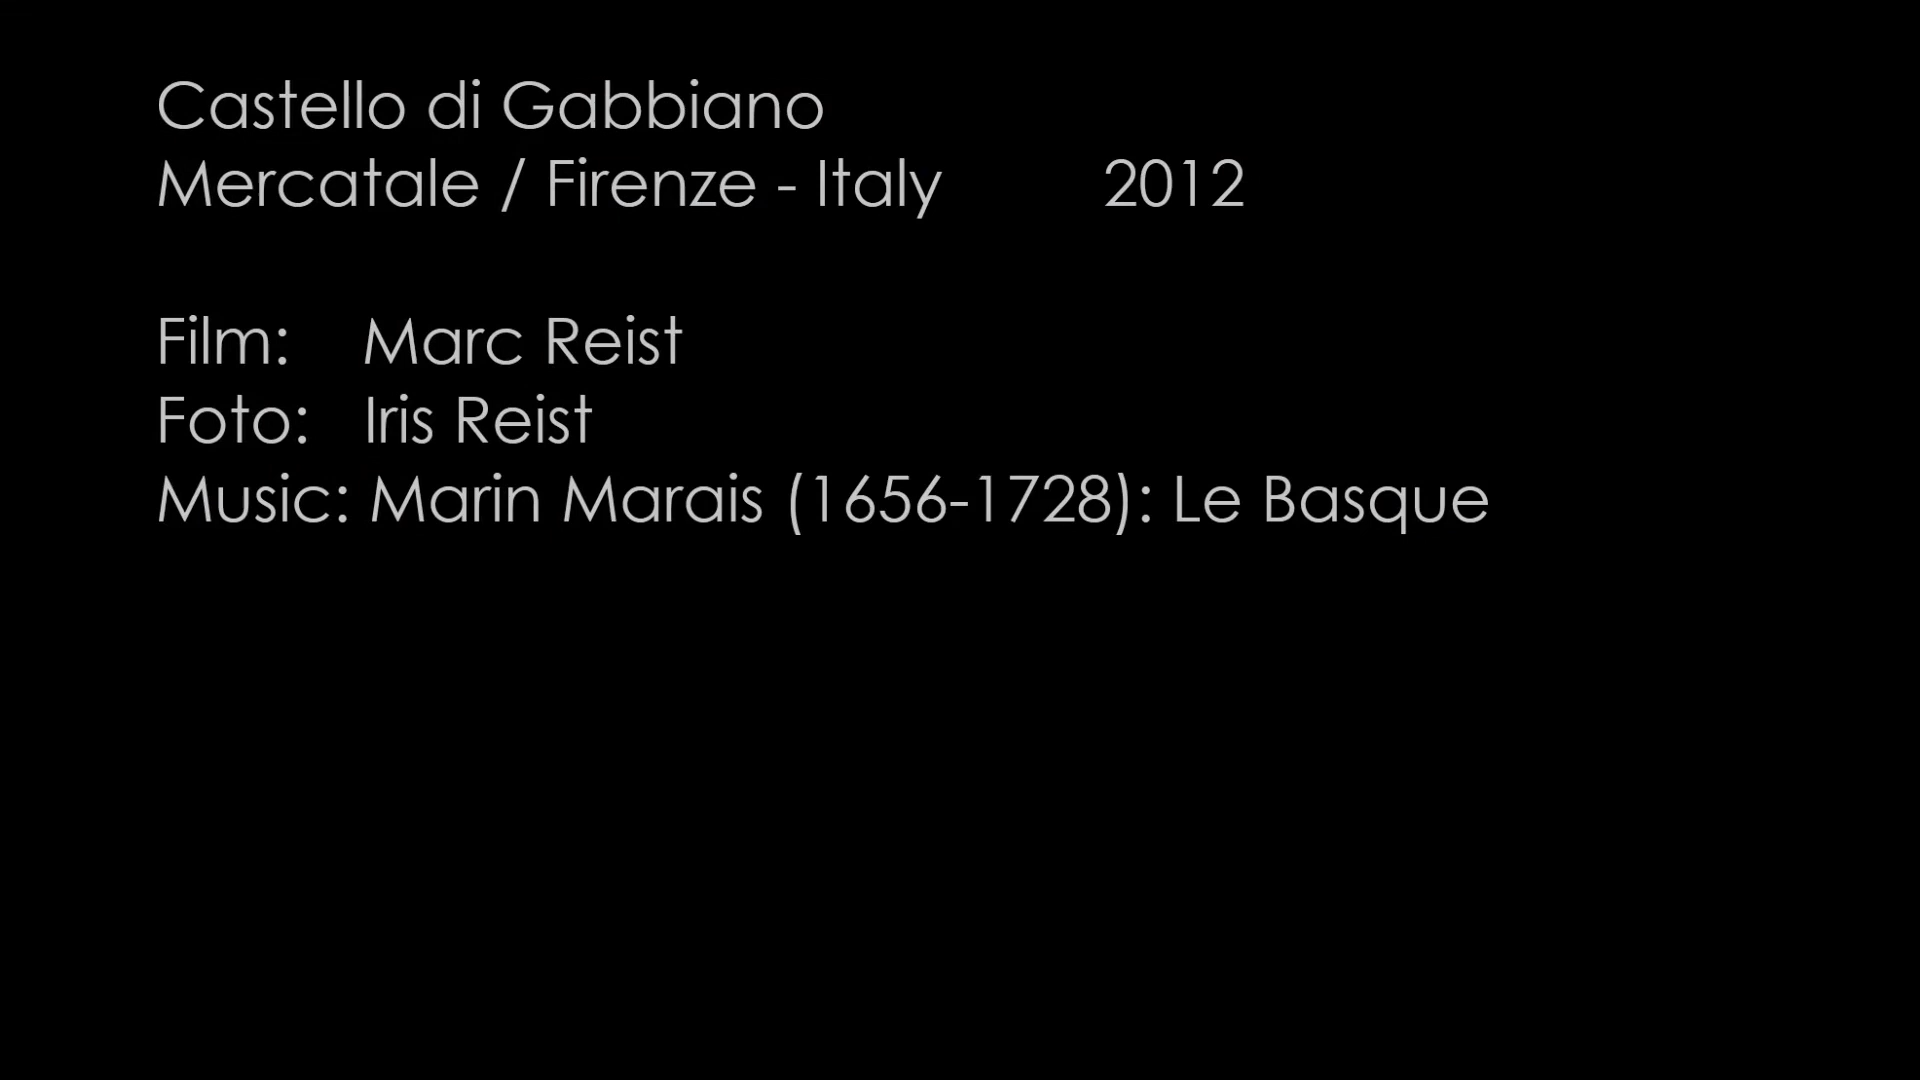 Castello di Gabbiano
Mercatale / Firenze - Italy 2012
Film: Marc Reist
Foto: Iris Reist
Music: Marin Marais (1656-1728): Le Basque